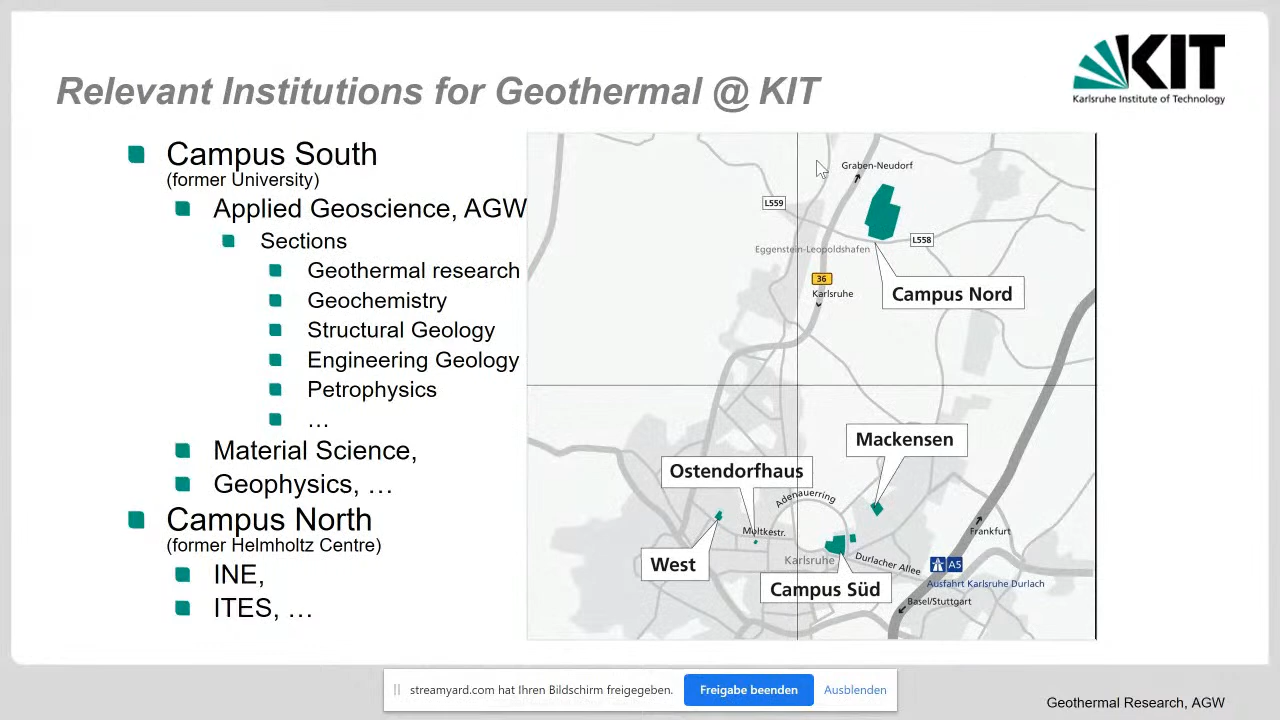 Relevant Institutions for Geothermal @ KIT
KIT
Karlsruhe Institute of Technology
Campus South
(former University)
Applied Geoscience, AGW
Sections
Geothermal research
Geochemistry
Structural Geology
Engineering Geology
Petrophysics
…
Material Science,
Geophysics, …
Campus North
(former Helmholtz Centre)
INE,
ITES, …
Graben-Neudorf
L559
L558
Eggenstein-Leopoldshafen
36
Karlsruhe
Campus Nord
Mackensen
Ostendorfhaus
Adenauerring
Moltkestr.
Frankfurt
West
Karlsruhe
Durlacher Allee
A5
Ausfahrt Karlsruhe Durlach
Campus Süd
Basel/Stuttgart
streamyard.com hat Ihren Bildschirm freigegeben.
Freigabe beenden
Ausblenden
Geothermal Research, AGW